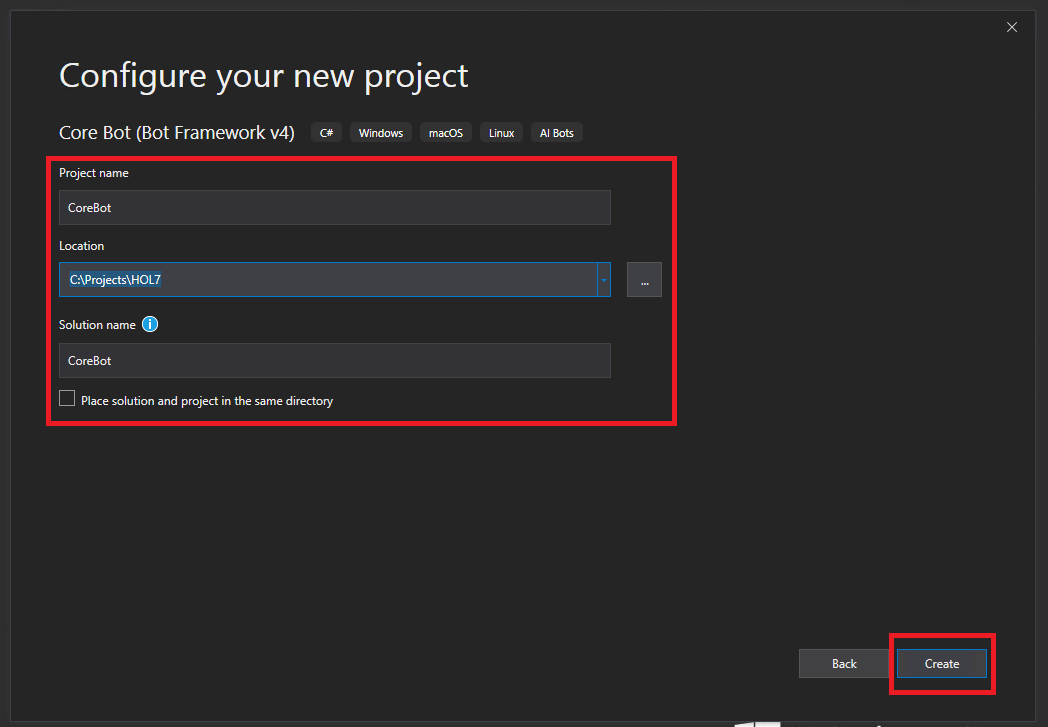 Configure your new project
Core Bot (Bot Framework v4) C# Windows macOS Linux AI Bots
Project name
CoreBot
Location
C:\Projects\HOL7
...
Solution name
CoreBot
Place solution and project in the same directory
Back Create